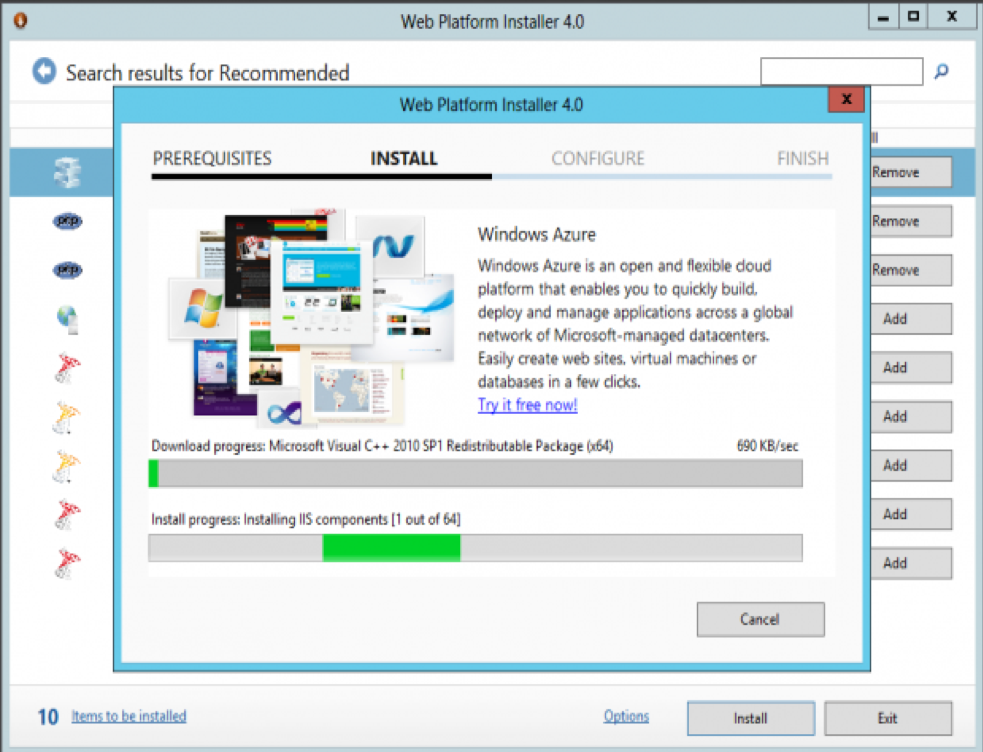 Web Platform Installer 4.0
Search results for Recommended
Web Platform Installer 4.0
X
PREREQUISITES INSTALL CONFIGURE FINISH
Windows Azure
Windows Azure is an open and flexible cloud
platform that enables you to quickly build,
deploy and manage applications across a global
network of Microsoft-managed datacenters.
Easily create web sites, virtual machines or
databases in a few clicks.
Try it free now!
Download progress: Microsoft Visual C++ 2010 SP1 Redistributable Package (x64) 690 KB/sec
Install progress: Installing IIS components [1 out of 64]
Cancel
ll
Remove
php Remove
php Remove
Add
Add
Add
Add
Add
Add
10 Items to be installed Options Install Exit